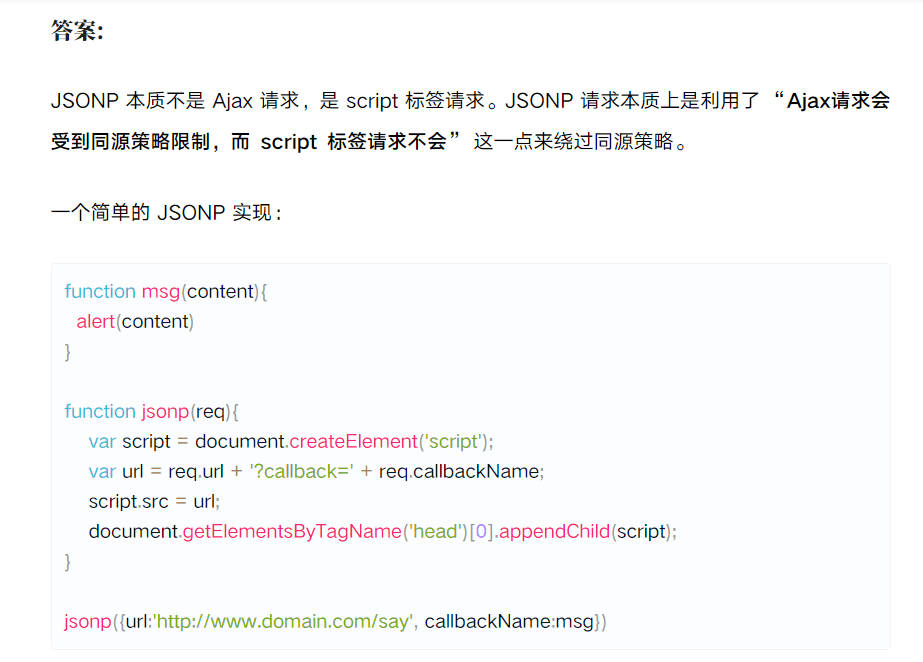 答案:
JSONP 本质不是 Ajax 请求，是 script 标签请求。JSONP 请求本质上是利用了 “Ajax请求会
受到同源策略限制，而 script 标签请求不会” 这一点来绕过同源策略。
一个简单的 JSONP 实现:
function msg(content){
  alert(content)
}
function jsonp(req){
    var script = document.createElement('script');
    var url = req.url + '?callback=' + req.callbackName;
    script.src = url;
    document.getElementsByTagName('head')[0].appendChild(script);
}
jsonp({url:'http://www.domain.com/say', callbackName:msg})